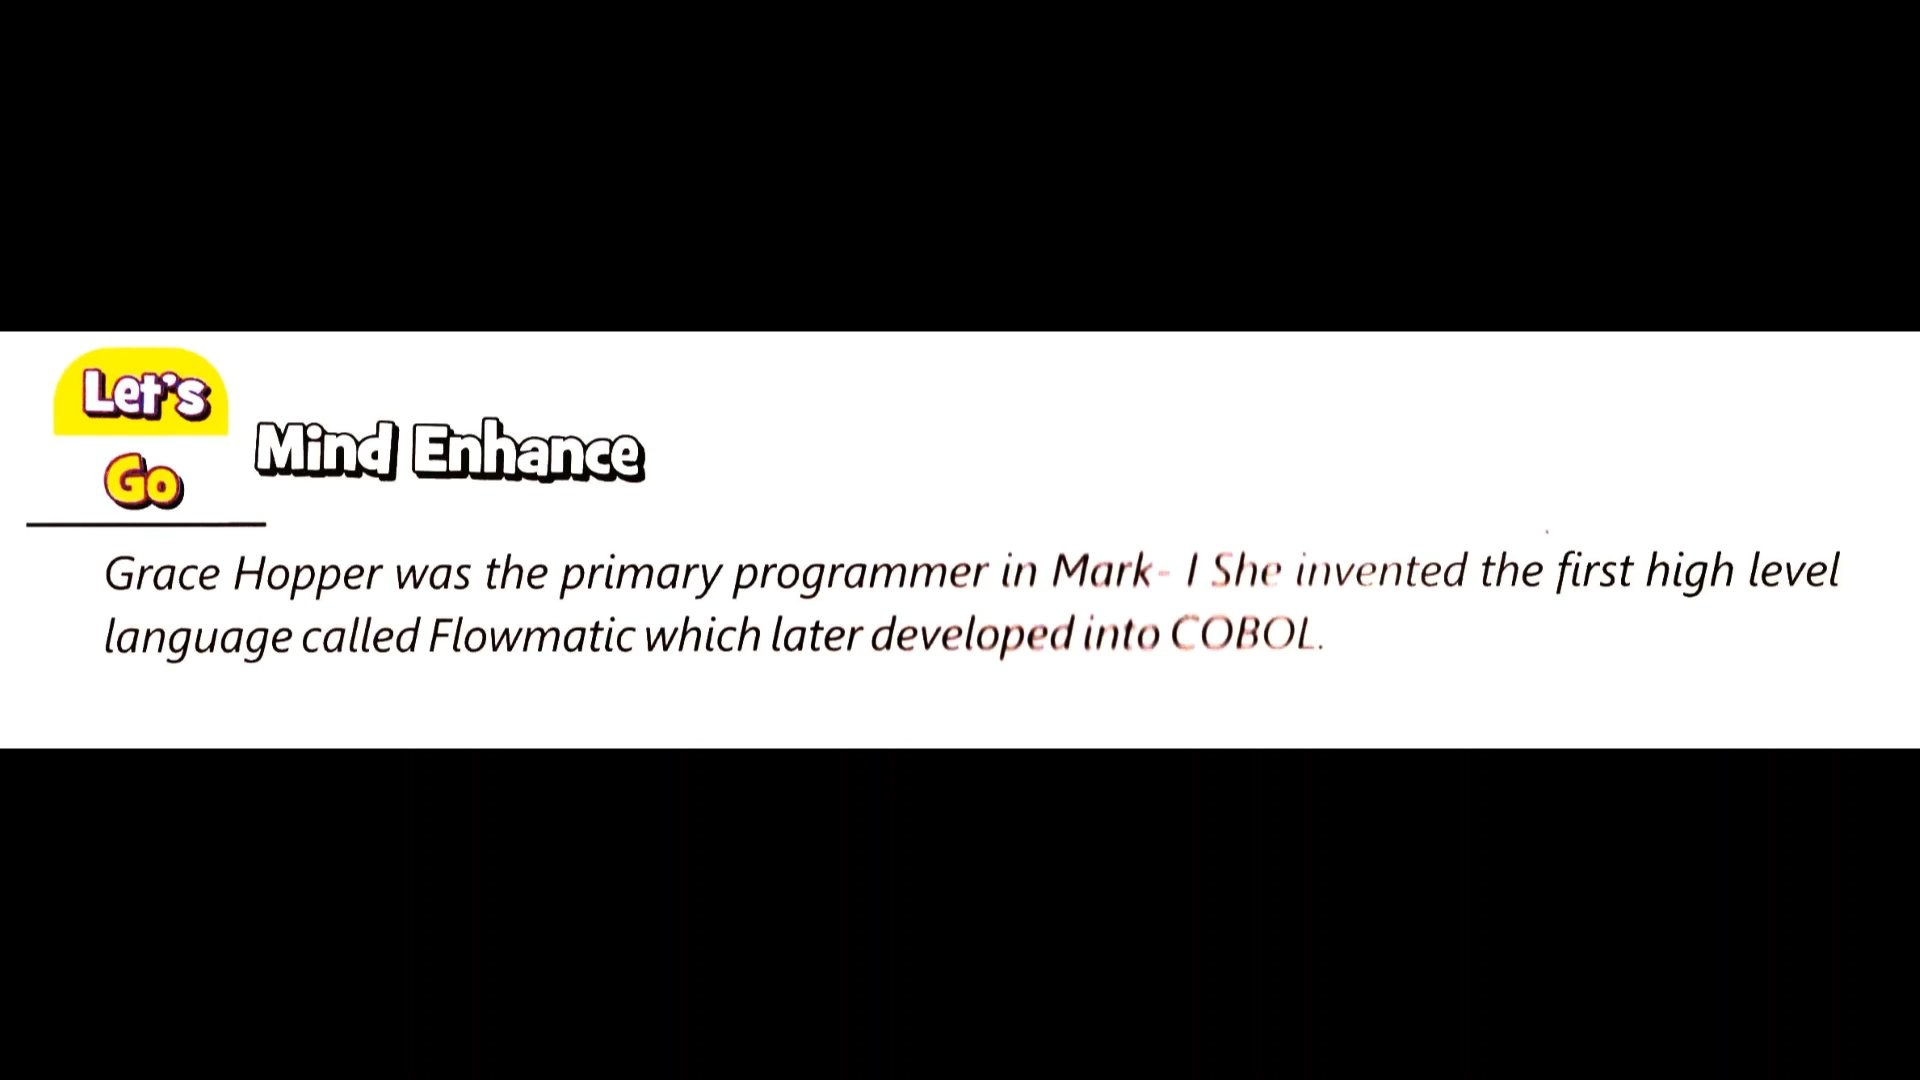 Let's
Go
Mind Enhance
Grace Hopper was the primary programmer in Mark- I She invented the first high level
language called Flowmatic which later developed into COBOL.